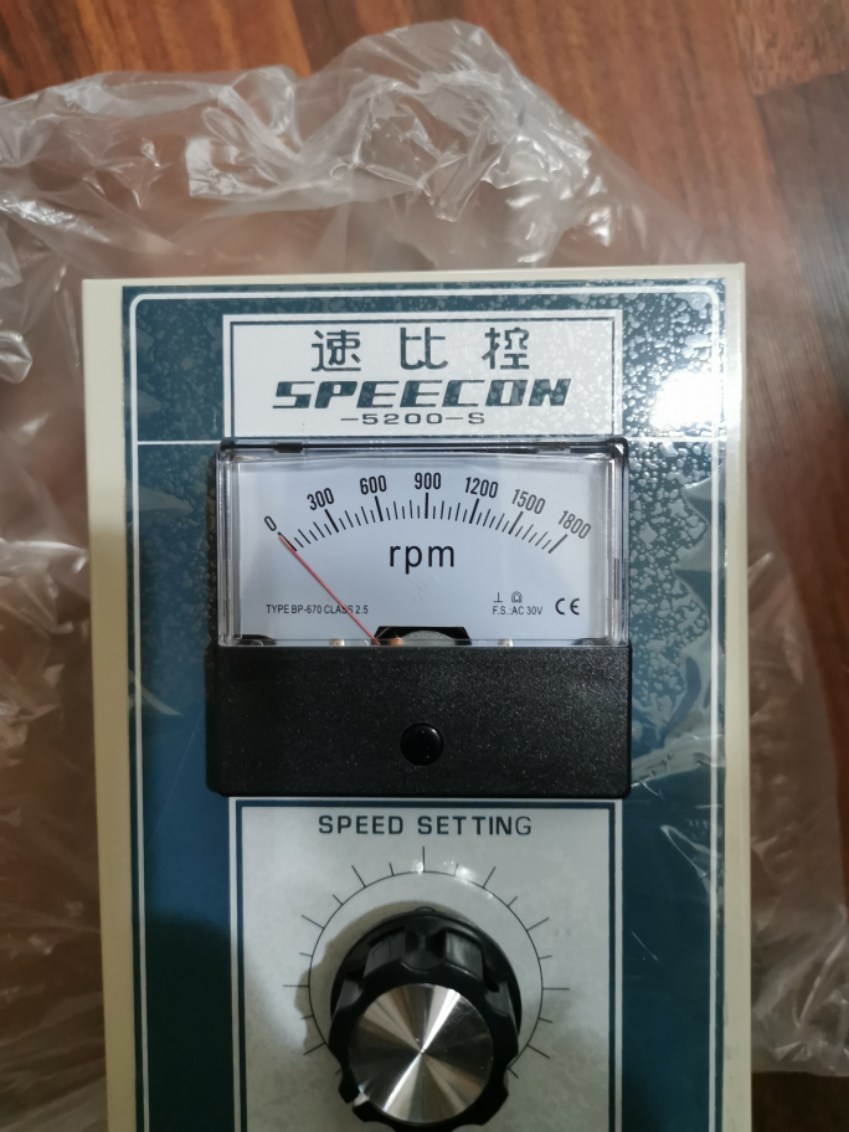 速比控
SPEECON
-5200-S
0 300 600 900 1200 1500 1800
rpm
TYPE BP-670 CLASS 2.5
F.S.:AC 30V CE
SPEED SETTING